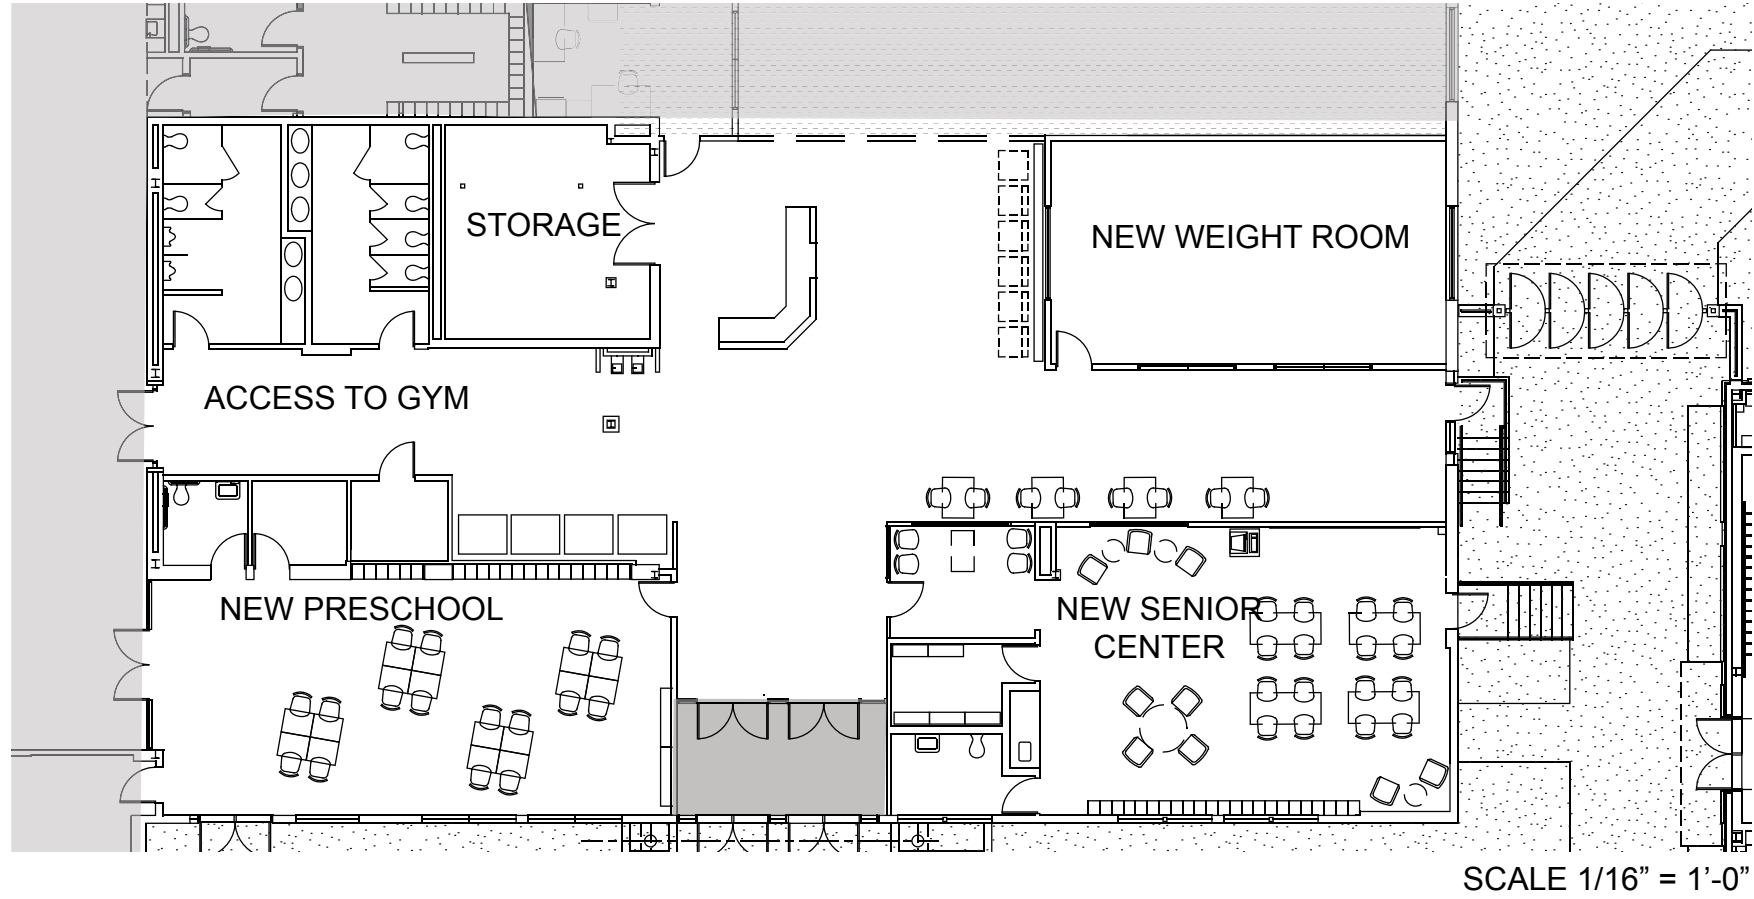 STORAGE
NEW WEIGHT ROOM
ACCESS TO GYM
NEW PRESCHOOL
NEW SENIOR
CENTER
SCALE 1/16” = 1’-0”